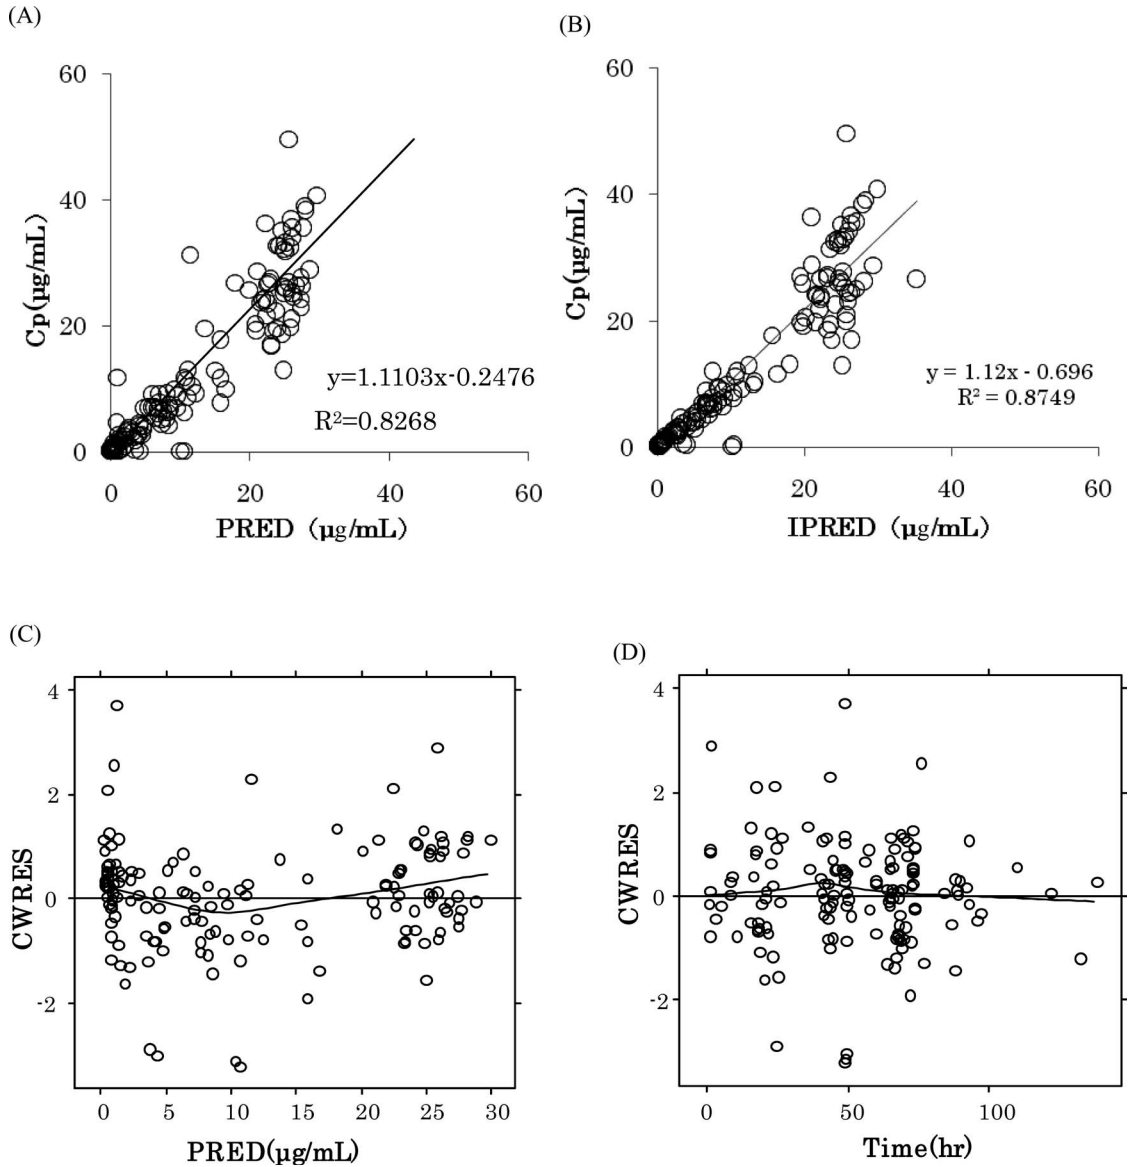 (A)
60
40
20
0
Cp(µg/mL)
y=1.1103x-0.2476
R²=0.8268
0 20 40 60
PRED (µg/mL)
(B)
60
40
20
0
Cp(µg/mL)
y = 1.12x - 0.696
R² = 0.8749
0 20 40 60
IPRED (µg/mL)
(C)
4
2
0
-2
CWRES
0 5 10 15 20 25 30
PRED(µg/mL)
(D)
4
2
0
-2
CWRES
0 50 100
Time(hr)